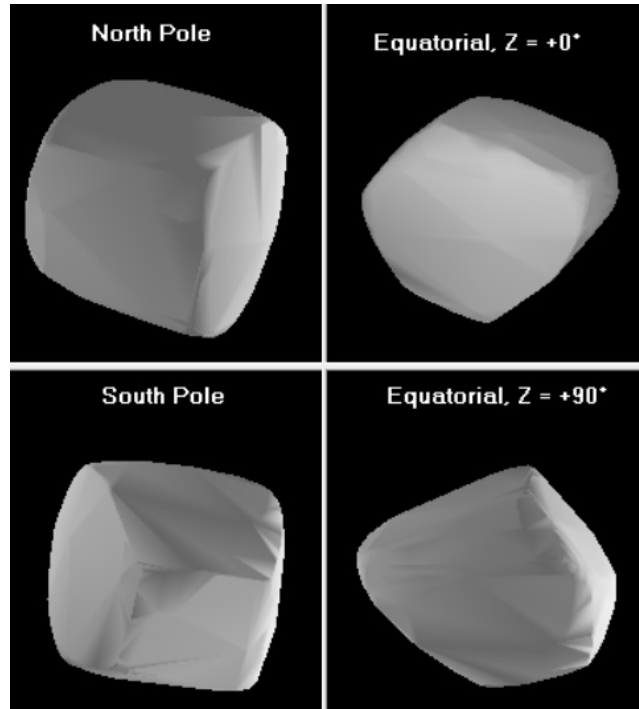 North Pole
Equatorial, Z = +0°
South Pole
Equatorial, Z = +90°